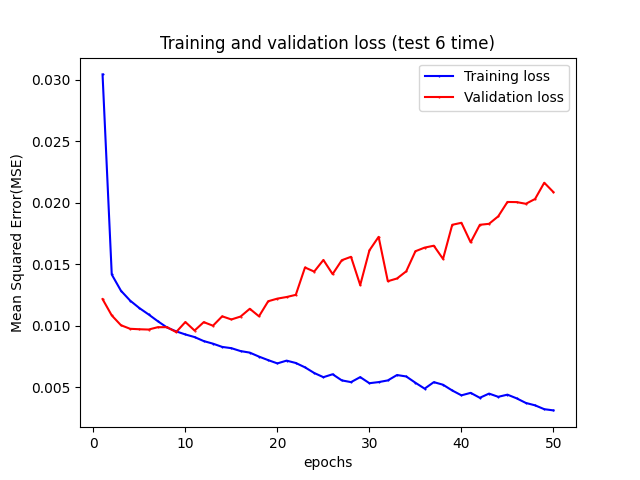 Training and validation loss (test 6 time)
Training loss
Validation loss
Mean Squared Error(MSE)
0.030
0.025
0.020
0.015
0.010
0.005
0 10 20 30 40 50
epochs